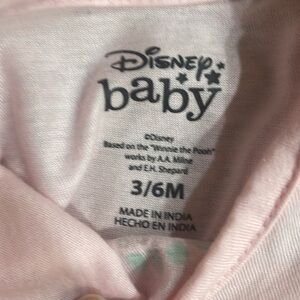 Disney
baby
©Disney
Based on the "Winnie the Pooh"
works by A.A. Milne
and E.H. Shepard
3/6M
MADE IN INDIA
HECHO EN INDIA